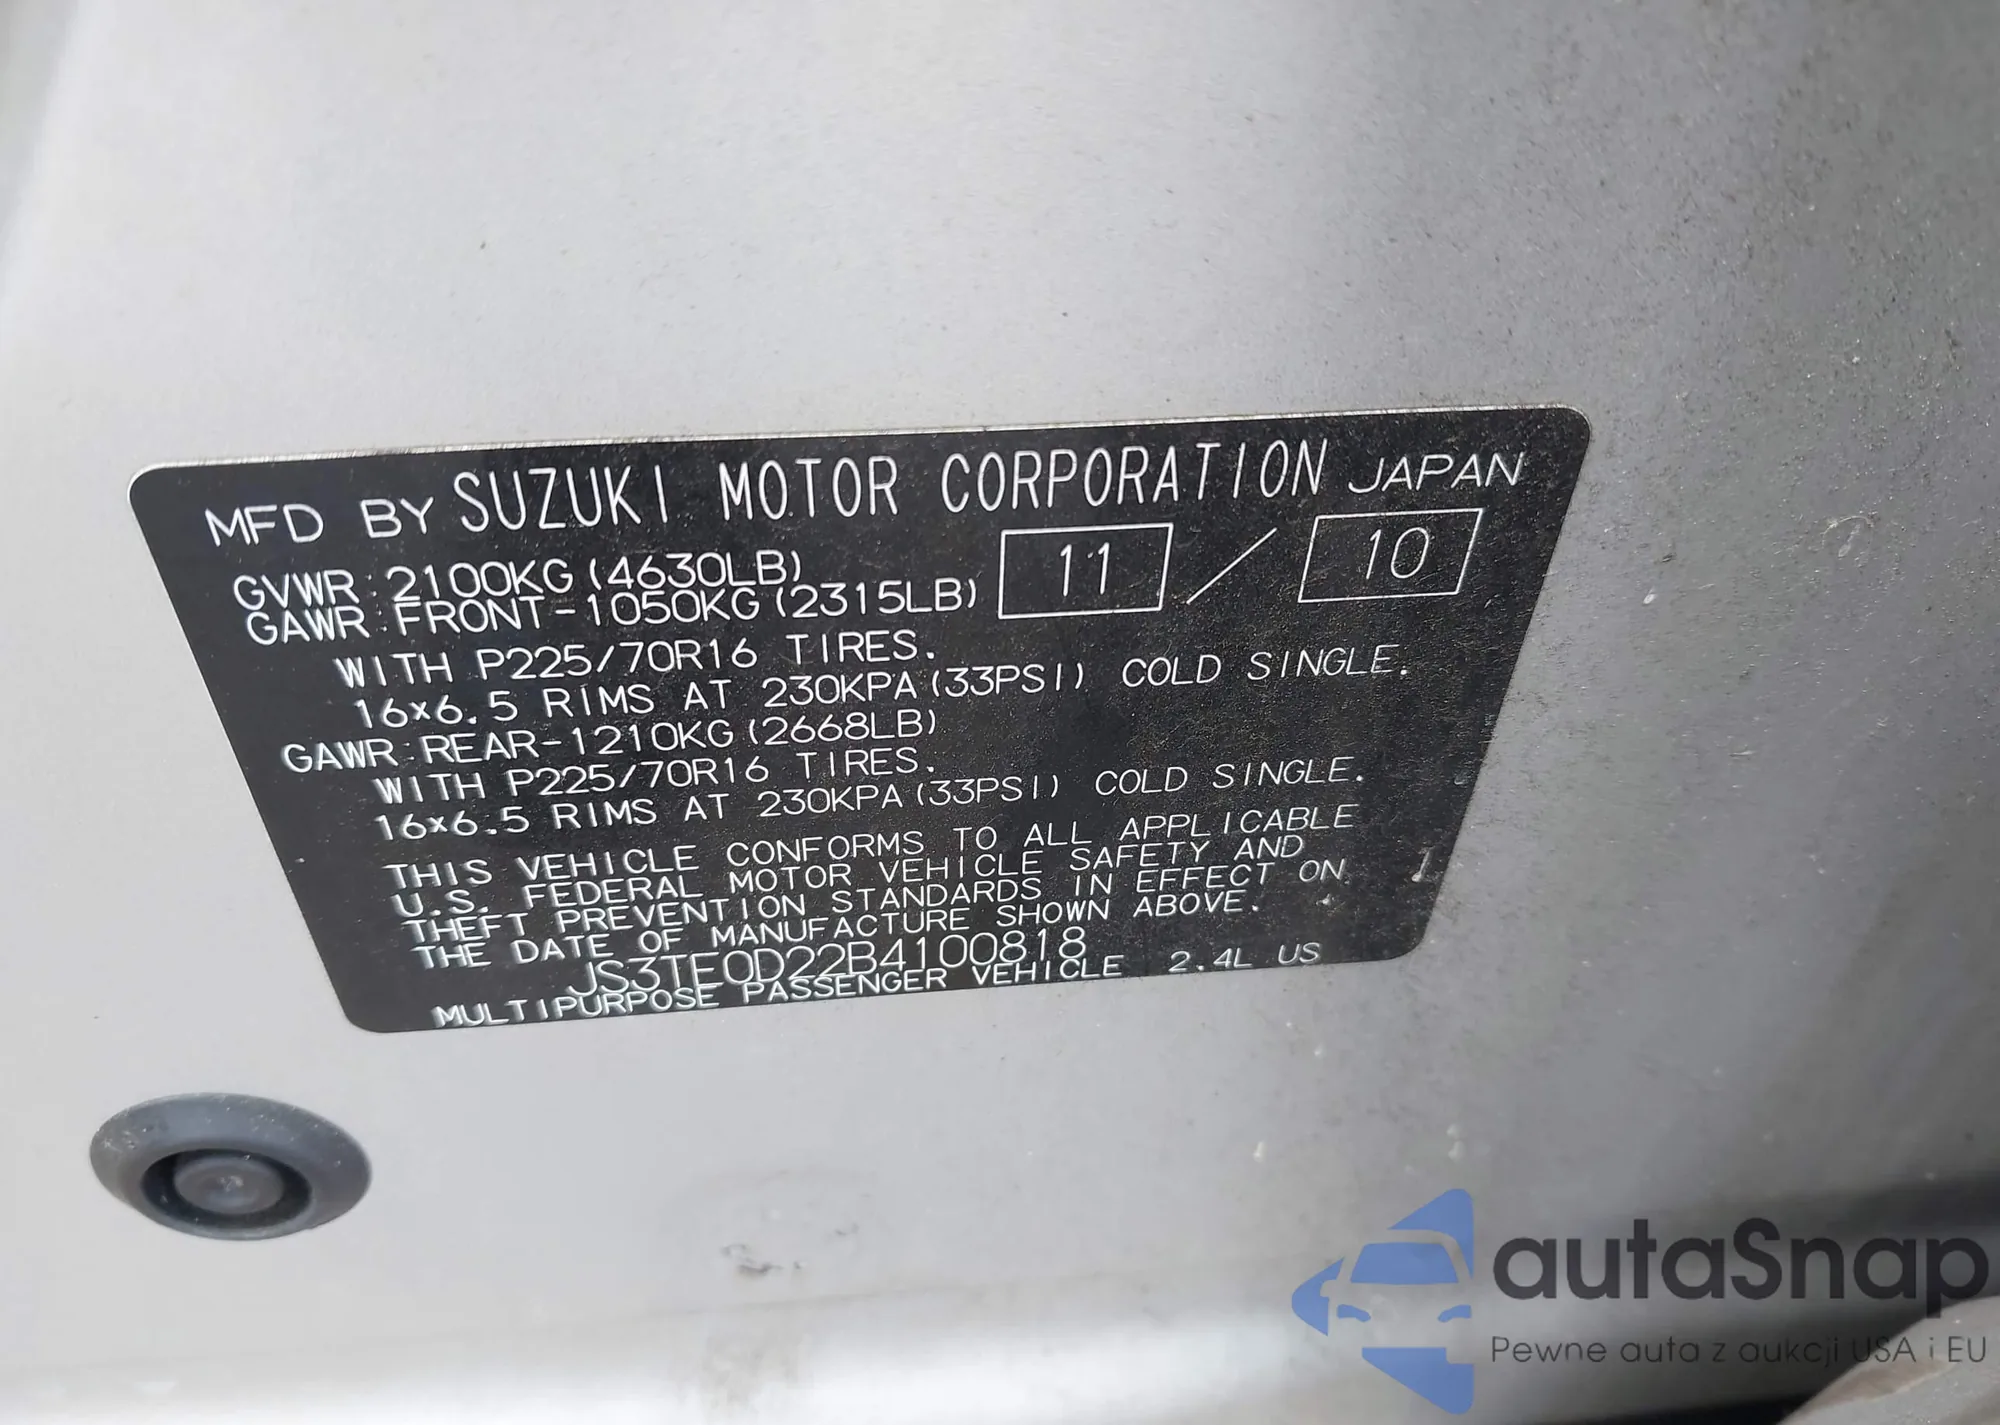 MFD BY SUZUKI MOTOR CORPORATION JAPAN
GVWR:2100KG(4630LB)
11 / 10
GAWR:FRONT-1050KG(2315LB)
WITH P225/70R16 TIRES.
16x6.5 RIMS AT 230KPA(33PSI) COLD SINGLE.
GAWR:REAR-1210KG(2668LB)
WITH P225/70R16 TIRES.
16x6.5 RIMS AT 230KPA(33PSI) COLD SINGLE.
THIS VEHICLE CONFORMS TO ALL APPLICABLE
U.S. FEDERAL MOTOR VEHICLE SAFETY AND
THEFT PREVENTION STANDARDS IN EFFECT ON
THE DATE OF MANUFACTURE SHOWN ABOVE.
JS3TE0D22B4100818
MULTIPURPOSE PASSENGER VEHICLE 2.4L US
autaSnap
Pewne auta z aukcji USA i EU